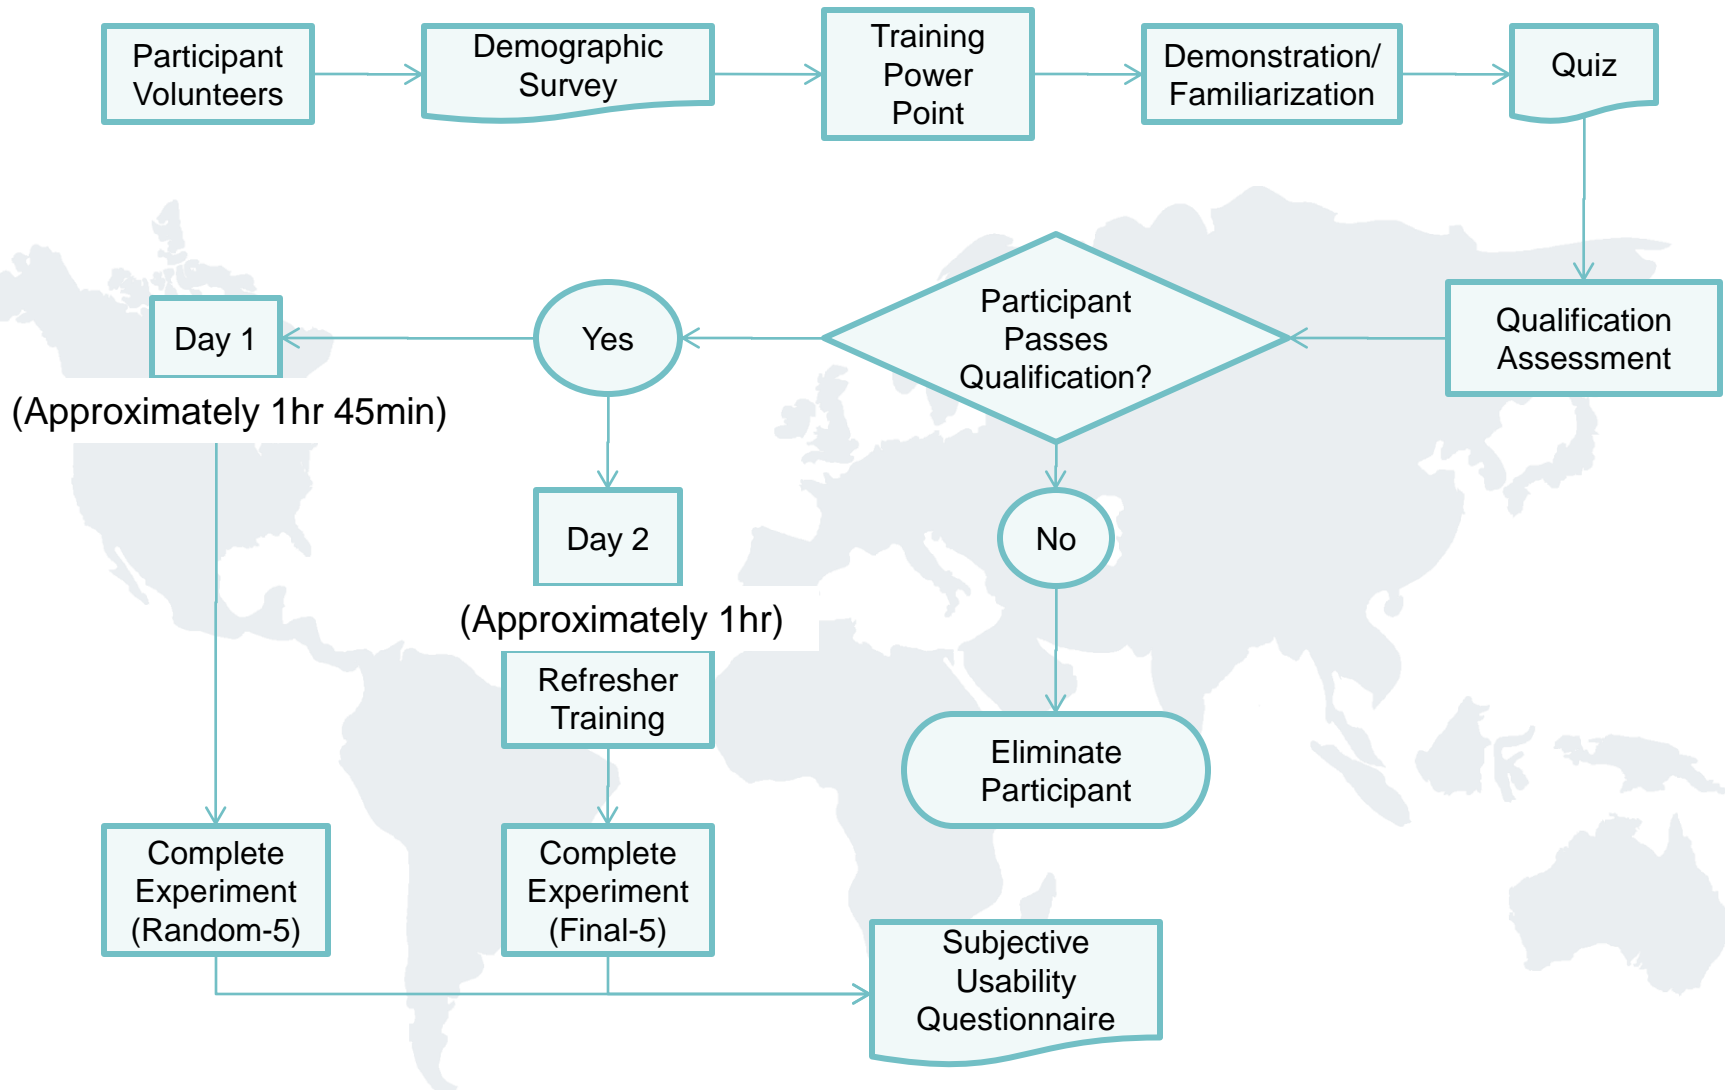 Participant
Volunteers
Demographic
Survey
Training
Power
Point
Demonstration/
Familiarization
Quiz
Qualification
Assessment
Participant
Passes
Qualification?
Yes
Day 1
(Approximately 1hr 45min)
Day 2
(Approximately 1hr)
No
Refresher
Training
Eliminate
Participant
Complete
Experiment
(Random-5)
Complete
Experiment
(Final-5)
Subjective
Usability
Questionnaire